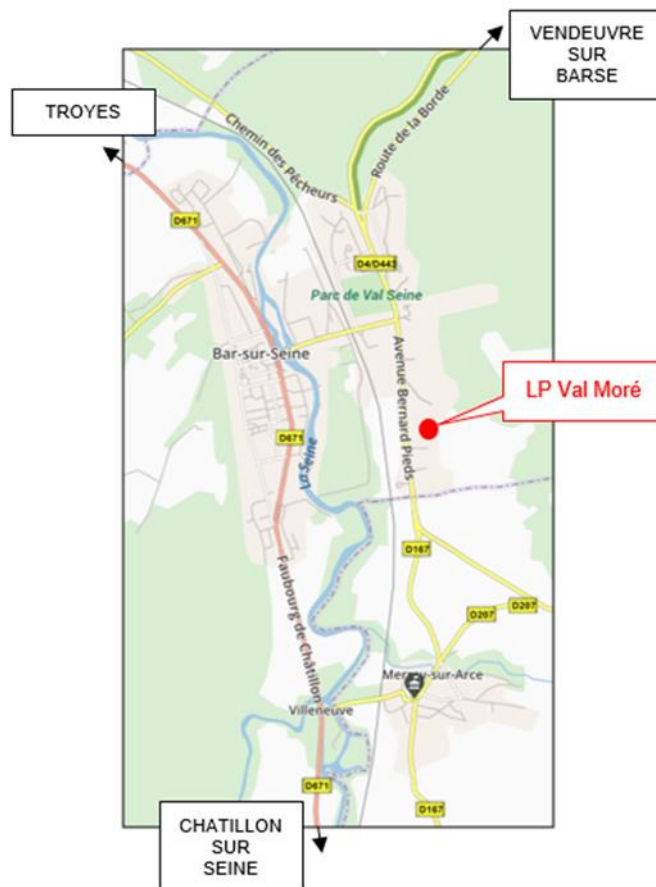 VENDEUVRE
SUR
BARSE
TROYES
Chemin des Pêcheurs
Route de la Borde
D671
D4/D443
Parc de Val Seine
Bar-sur-Seine
Avenue Bernard Pieds
LP Val Moré
D671
La Seine
D167
Faubourg de Châtillon
D207
D207
sur-Arce
Villeneuve
D671
D167
CHATILLON
SUR
SEINE